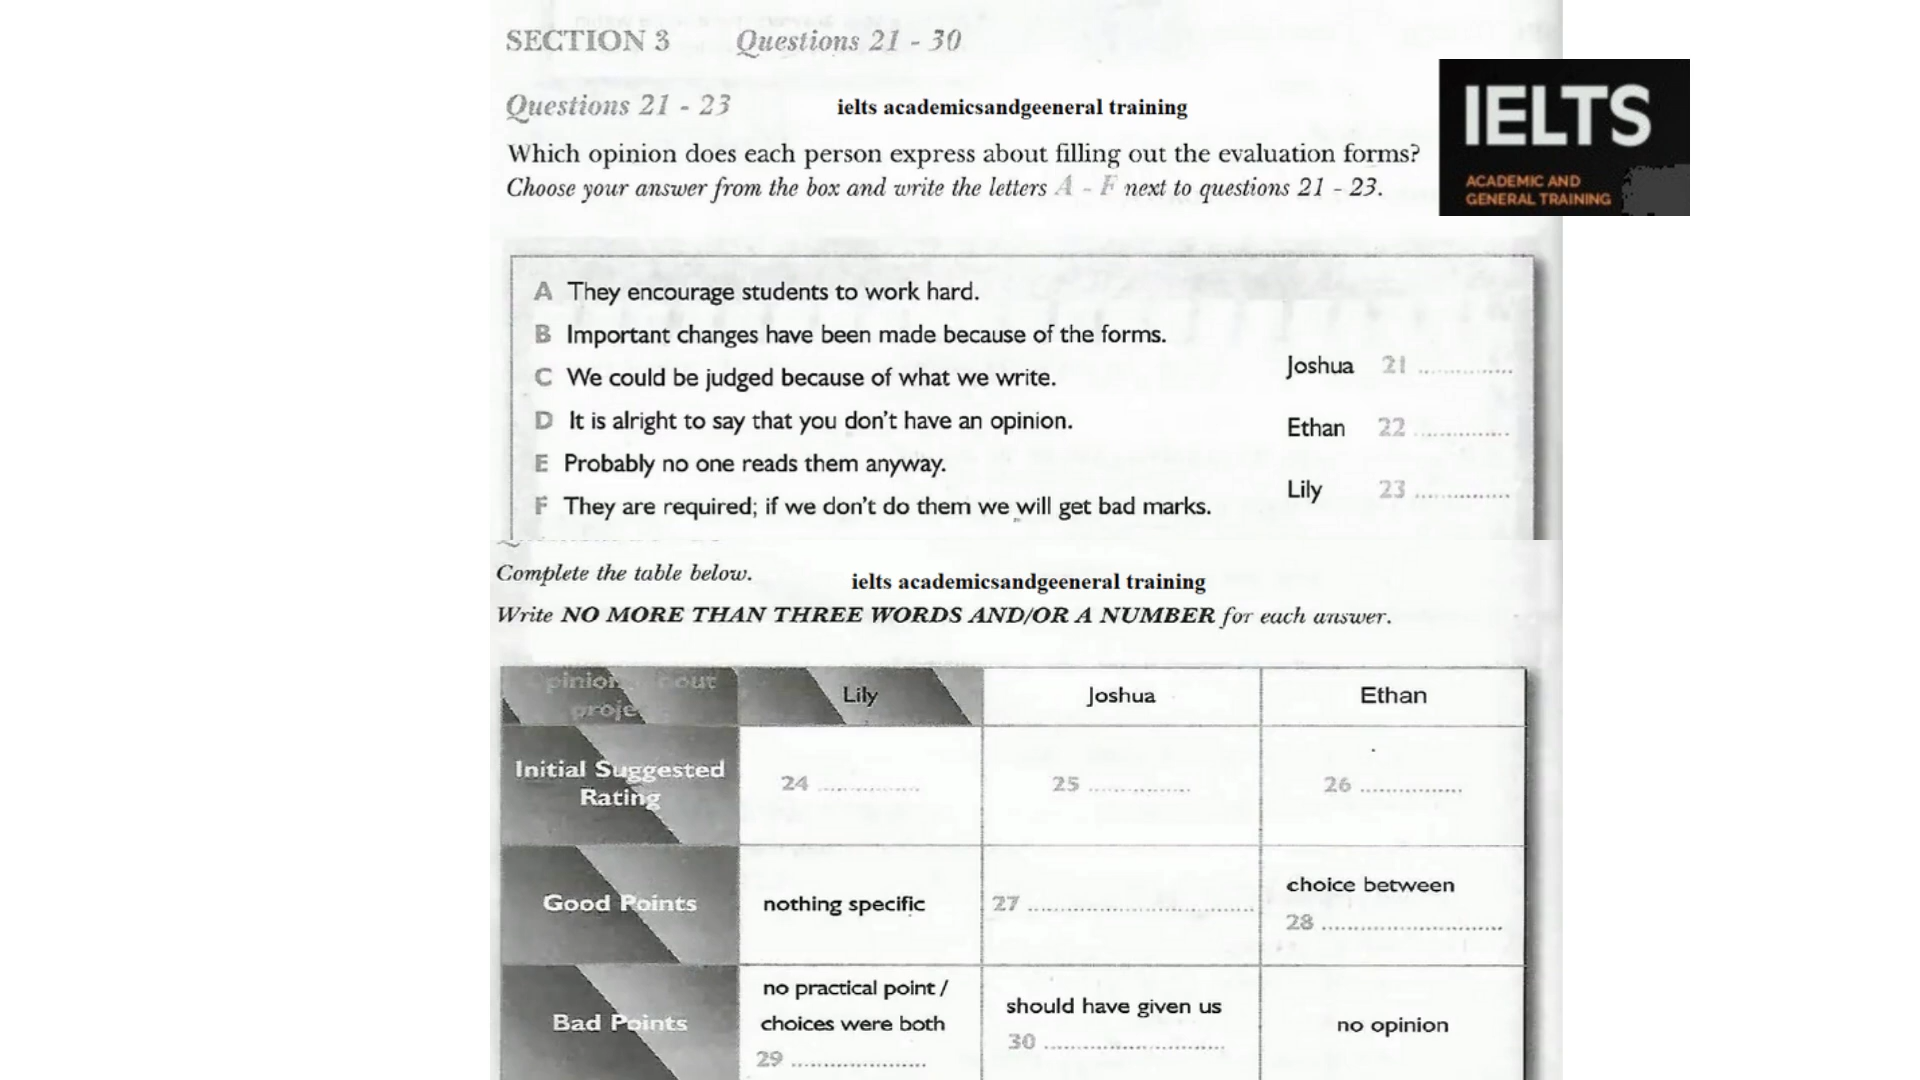 SECTION 3 Questions 21 - 30
Questions 21 - 23 ielts academicsandgeeneral training
IELTS
ACADEMIC AND
GENERAL TRAINING
Which opinion does each person express about filling out the evaluation forms?
Choose your answer from the box and write the letters A - F next to questions 21 - 23.
A They encourage students to work hard.
B Important changes have been made because of the forms.
C We could be judged because of what we write.
D It is alright to say that you don't have an opinion.
E Probably no one reads them anyway.
F They are required; if we don't do them we will get bad marks.
Joshua 21 ..............
Ethan 22 ..............
Lily 23 ..............
Complete the table below. ielts academicsandgeeneral training
Write NO MORE THAN THREE WORDS AND/OR A NUMBER for each answer.
Lily Joshua Ethan
Initial Suggested
Rating
24 ............... 25 ............... 26 ...............
Good Points
nothing specific
27 .................................
choice between
28 ...........................
Bad Points
no practical point /
choices were both
29 ....................
should have given us
30 ...........................
no opinion